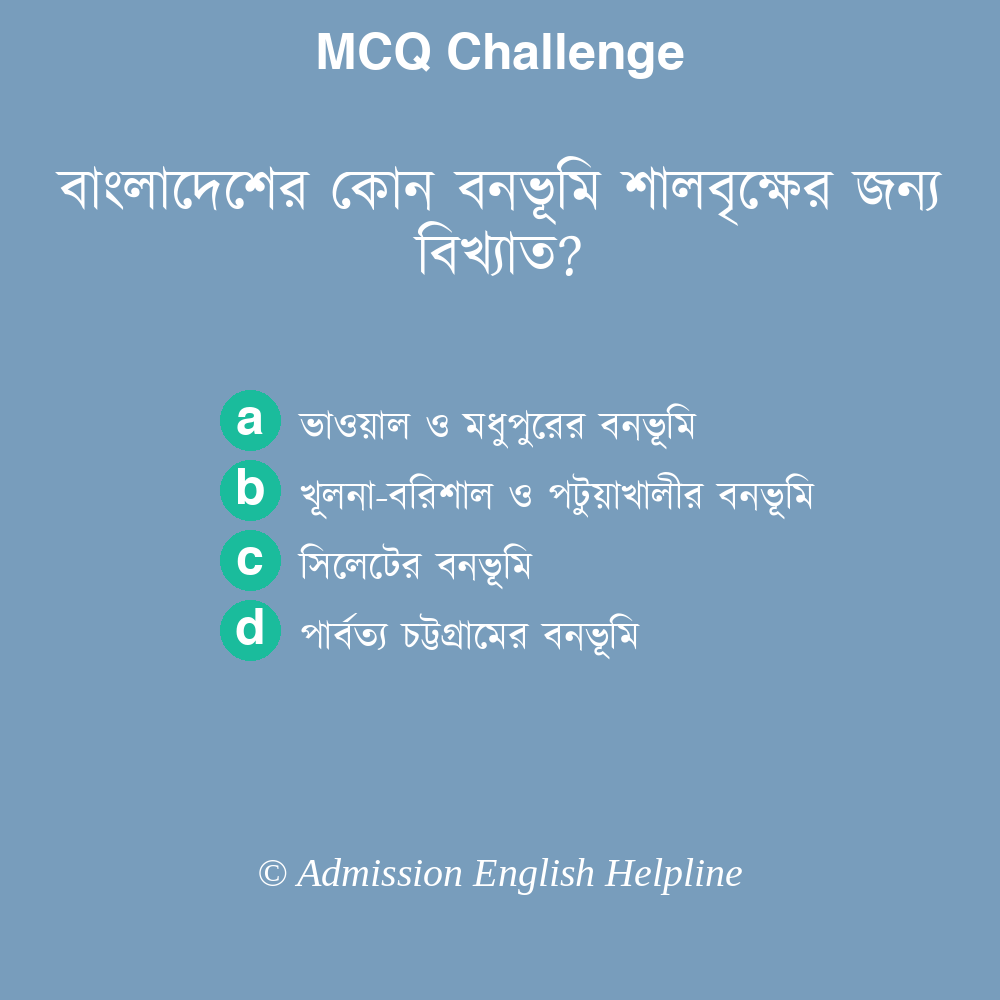 MCQ Challenge
বাংলাদেশের কোন বনভূমি শালবৃক্ষের জন্য
বিখ্যাত?
a ভাওয়াল ও মধুপুরের বনভূমি
b খূলনা-বরিশাল ও পটুয়াখালীর বনভূমি
c সিলেটের বনভূমি
d পার্বত্য চট্টগ্রামের বনভূমি
© Admission English Helpline